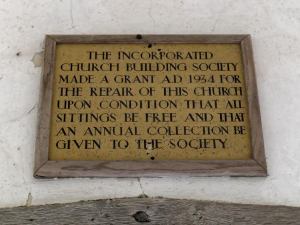 THE INCORPORATED
CHURCH BUILDING SOCIETY
MADE A GRANT A.D. 1934 FOR
THE REPAIR OF THIS CHURCH
UPON CONDITION THAT ALL
SITTINGS BE FREE AND THAT
AN ANNUAL COLLECTION BE
GIVEN TO THE SOCIETY.